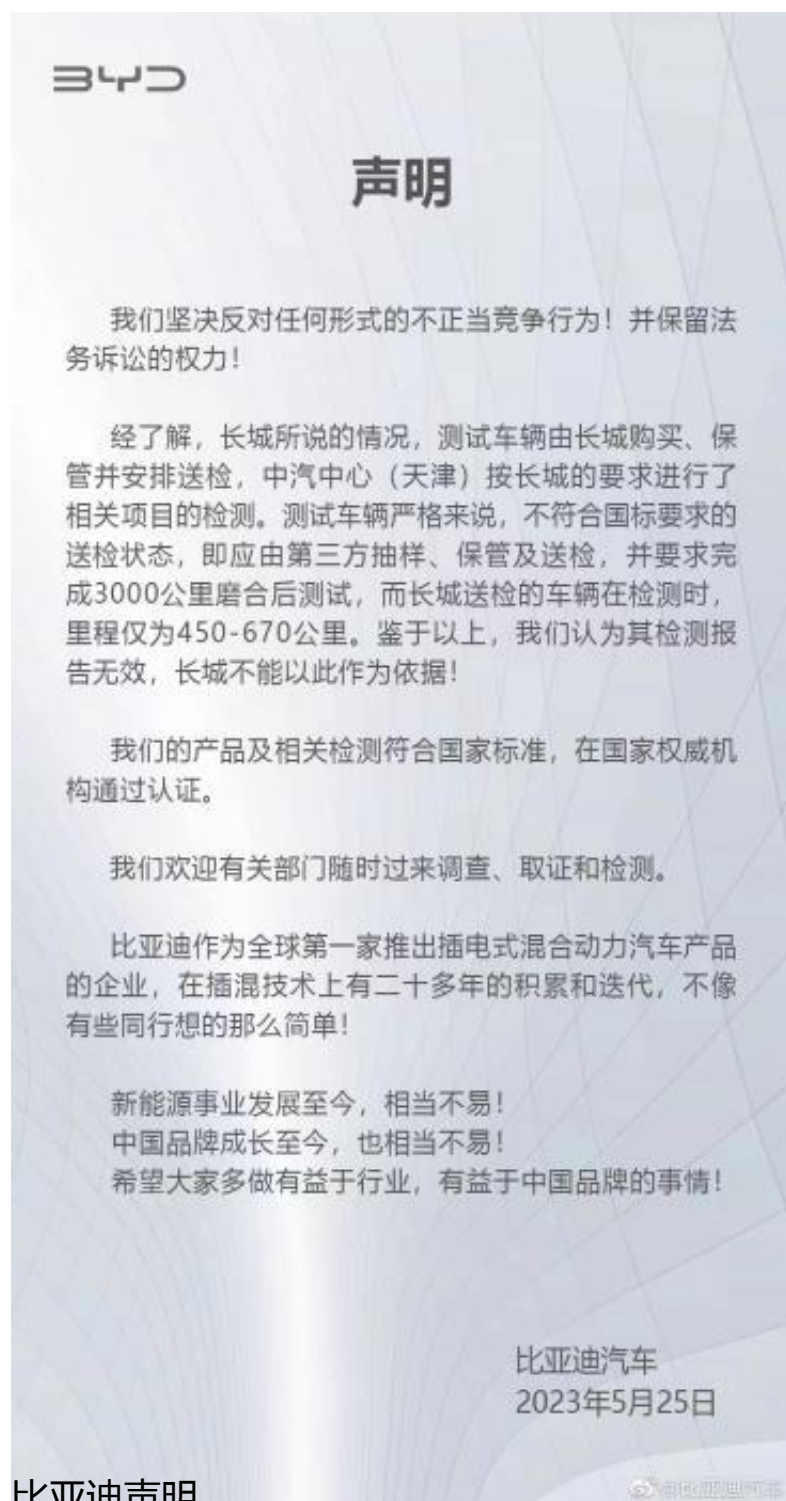 BYD
声明
我们坚决反对任何形式的不正当竞争行为！并保留法
务诉讼的权力！
经了解，长城所说的情况，测试车辆由长城购买、保
管并安排送检，中汽中心（天津）按长城的要求进行了
相关项目的检测。测试车辆严格来说，不符合国标要求的
送检状态，即应由第三方抽样、保管及送检，并要求完
成3000公里磨合后测试，而长城送检的车辆在检测时，
里程仅为450-670公里。鉴于以上，我们认为其检测报
告无效，长城不能以此作为依据！
我们的产品及相关检测符合国家标准，在国家权威机
构通过认证。
我们欢迎有关部门随时过来调查、取证和检测。
比亚迪作为全球第一家推出插电式混合动力汽车产品
的企业，在插混技术上有二十多年的积累和迭代，不像
有些同行想的那么简单！
新能源事业发展至今，相当不易！
中国品牌成长至今，也相当不易！
希望大家多做有益于行业，有益于中国品牌的事情！
比亚迪汽车
2023年5月25日
@比亚迪汽车
比亚迪声明